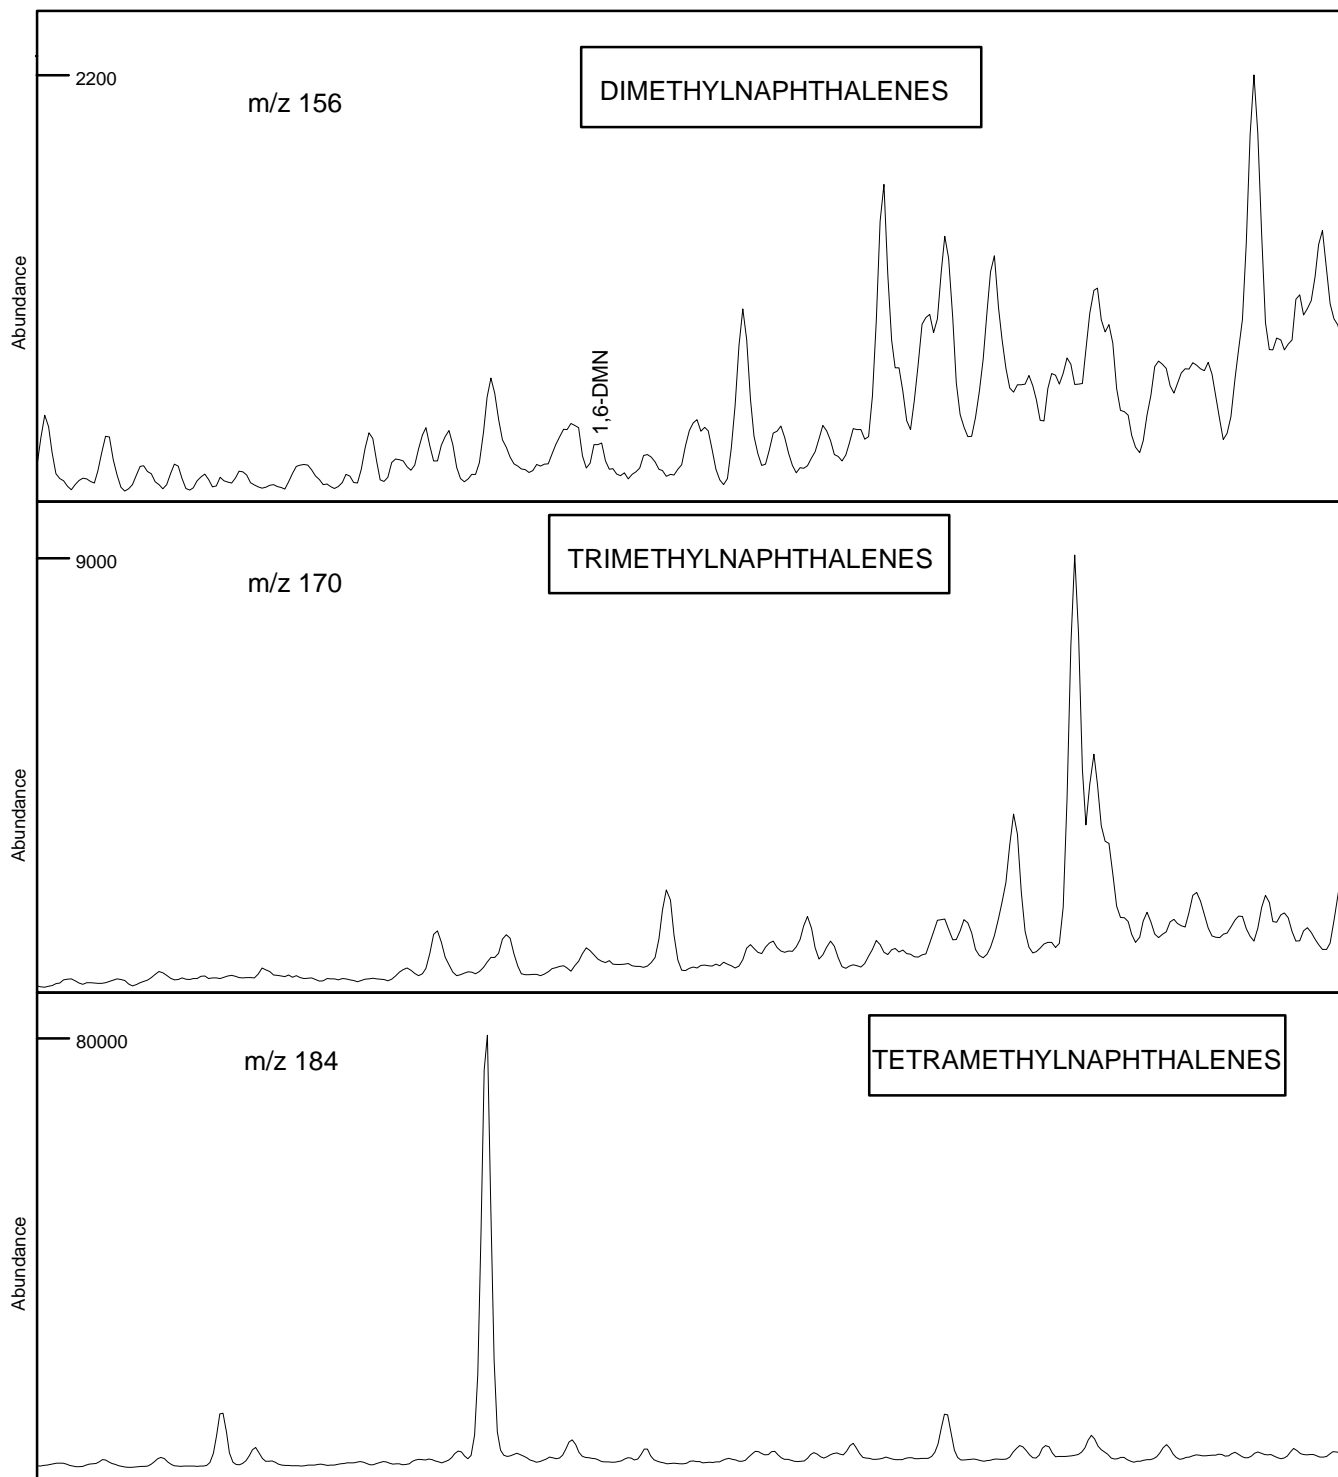 2200
m/z 156
DIMETHYLNAPHTHALENES
Abundance
1,6-DMN
9000
m/z 170
TRIMETHYLNAPHTHALENES
Abundance
80000
m/z 184
TETRAMETHYLNAPHTHALENES
Abundance